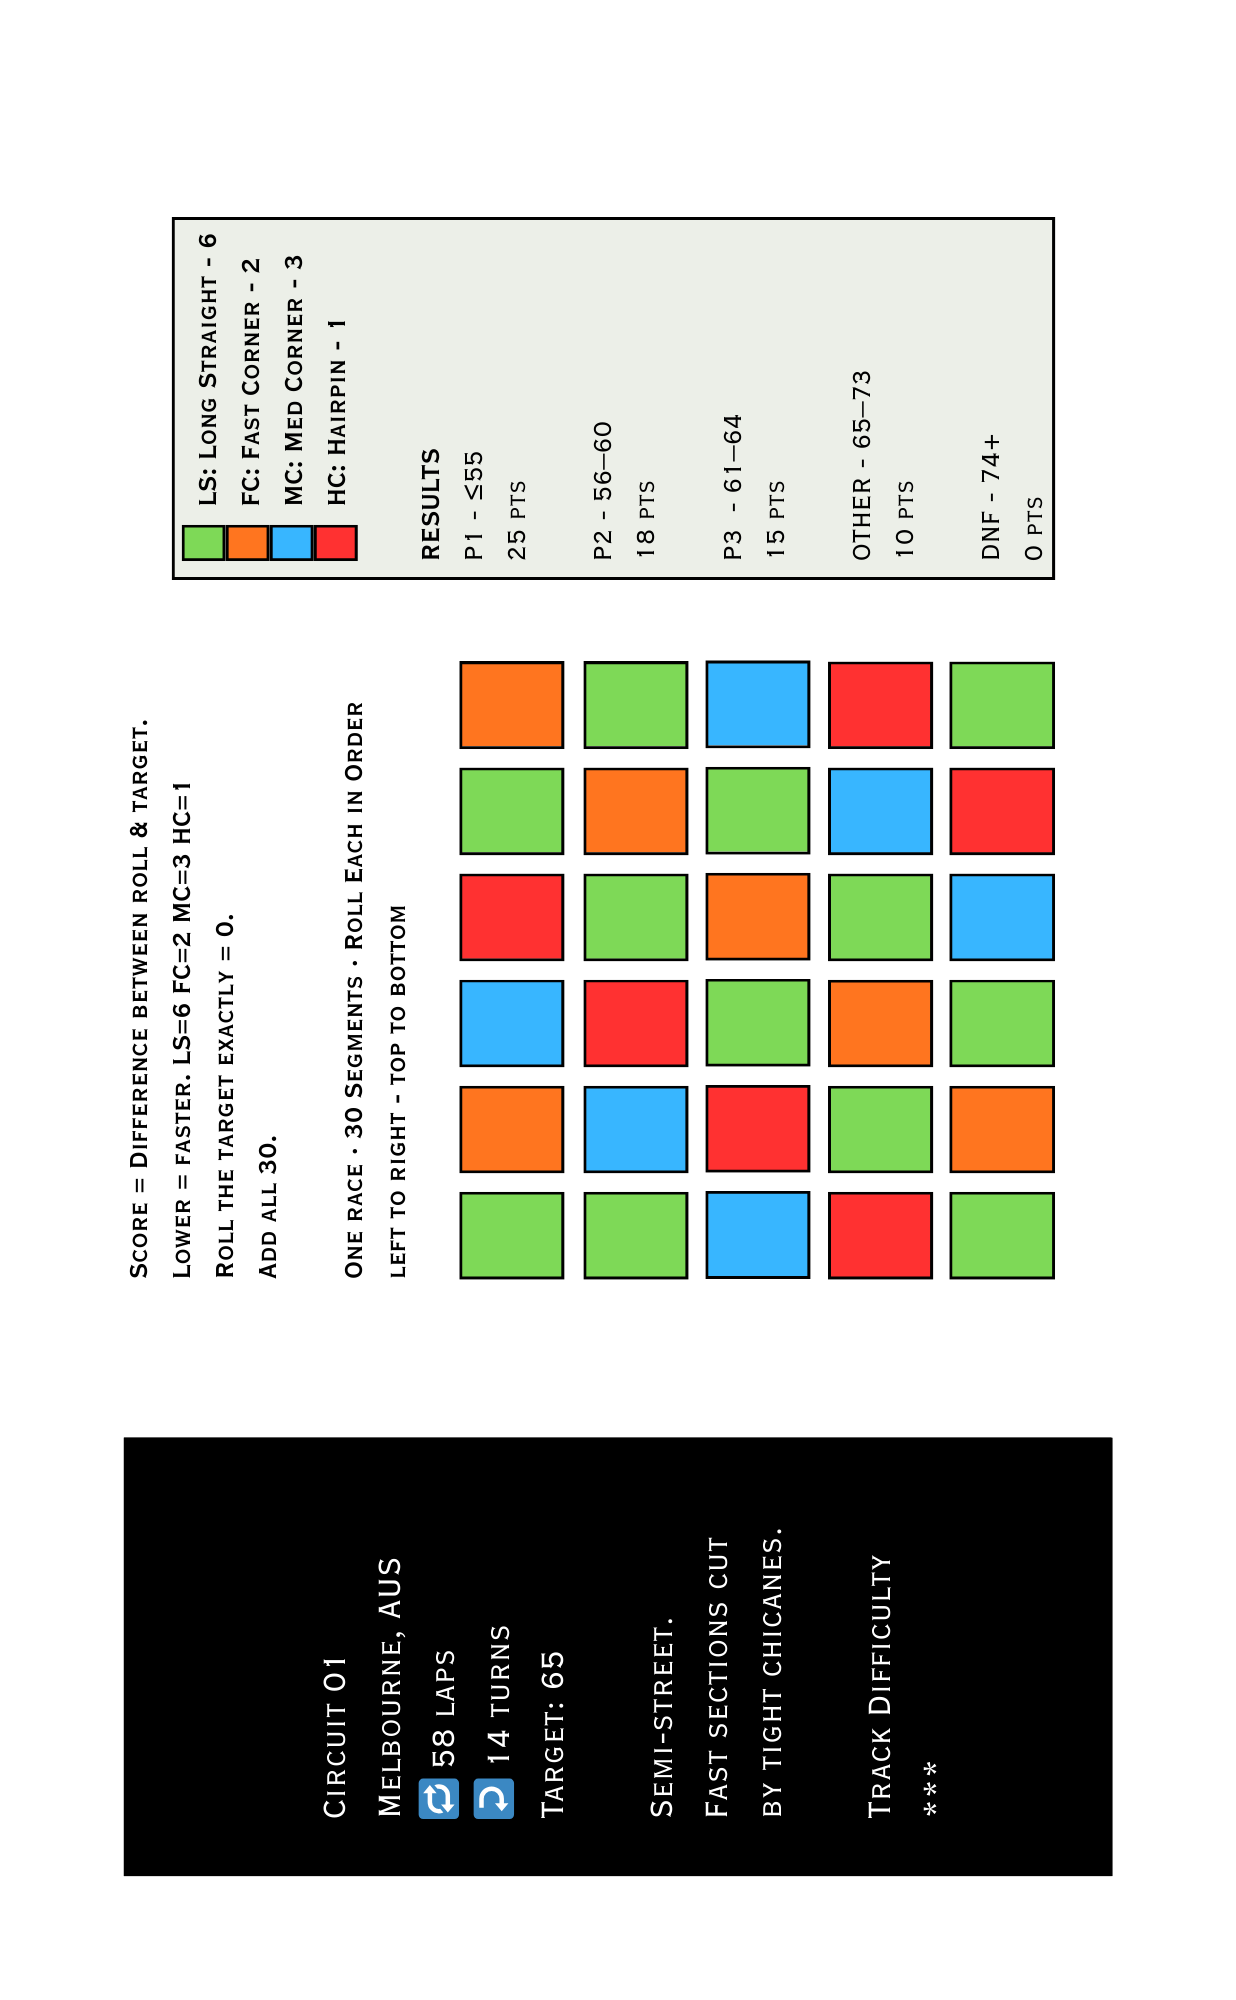 Circuit 01
Melbourne, AUS
58 laps
14 turns
Target: 65
Semi-street.
Fast sections cut
by tight chicanes.
Track Difficulty
***
Score = Difference between roll & target.
Lower = faster. LS=6 FC=2 MC=3 HC=1
Roll the target exactly = 0.
Add all 30.
One race · 30 Segments · Roll Each in Order
left to right - top to bottom
LS: Long Straight - 6
FC: Fast Corner - 2
MC: Med Corner - 3
HC: Hairpin - 1
RESULTS
P1 - ≤55
25 pts
P2 - 56–60
18 pts
P3 - 61–64
15 pts
OTHER - 65–73
10 pts
DNF - 74+
0 pts